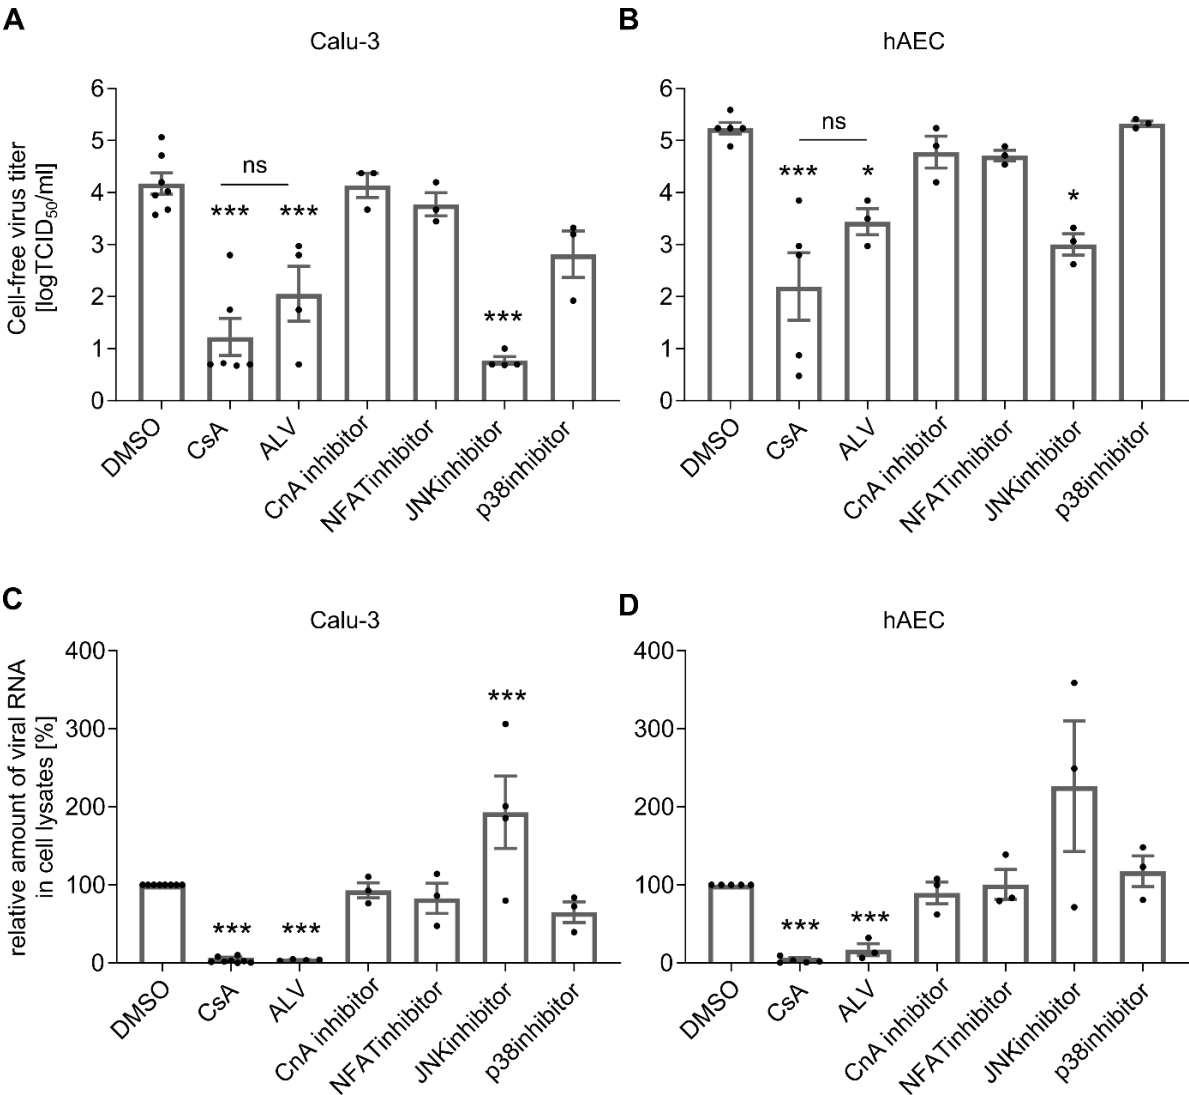 A
Calu-3
Cell-free virus titer
[logTCID50/ml]
6
5
4
3
2
1
0
ns
***
***
***
DMSO
CsA
ALV
CnA inhibitor
NFATinhibitor
JNKinhibitor
p38inhibitor
B
hAEC
6
5
4
3
2
1
0
ns
***
*
*
DMSO
CsA
ALV
CnA inhibitor
NFATinhibitor
JNKinhibitor
p38inhibitor
C
Calu-3
relative amount of viral RNA
in cell lysates [%]
400
300
200
100
0
***
***
***
DMSO
CsA
ALV
CnA inhibitor
NFATinhibitor
JNKinhibitor
p38inhibitor
D
hAEC
400
300
200
100
0
***
***
DMSO
CsA
ALV
CnA inhibitor
NFATinhibitor
JNKinhibitor
p38inhibitor